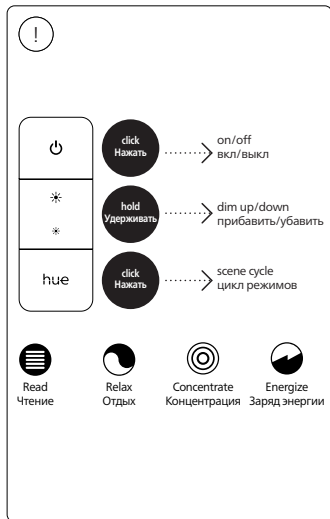 !
click
Нажать
on/off
вкл/выкл
hold
Удерживать
dim up/down
прибавить/убавить
hue
click
Нажать
scene cycle
цикл режимов
Read
Чтение
Relax
Отдых
Concentrate
Концентрация
Energize
Заряд энергии